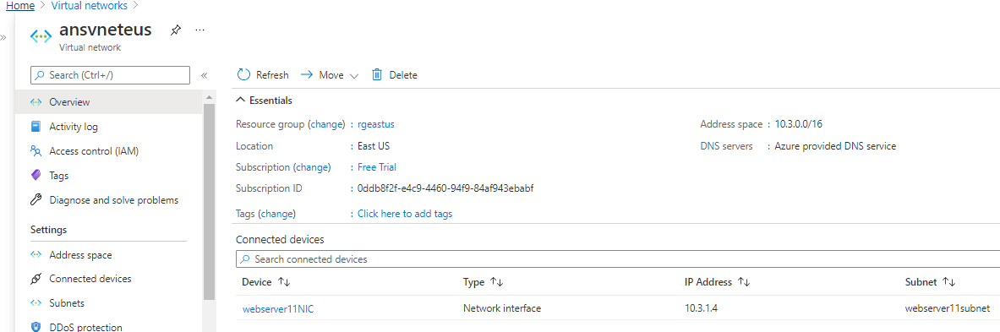 Home > Virtual networks >
ansvneteus
Virtual network
Search (Ctrl+/)
Overview
Activity log
Access control (IAM)
Tags
Diagnose and solve problems
Settings
Address space
Connected devices
Subnets
DDoS protection
Refresh Move Delete
Essentials
Resource group (change) : rgeastus
Location : East US
Subscription (change) : Free Trial
Subscription ID : 0ddb8f2f-e4c9-4460-94f9-84af943ebabf
Tags (change) : Click here to add tags
Address space : 10.3.0.0/16
DNS servers : Azure provided DNS service
Connected devices
Search connected devices
Device Type IP Address Subnet
webserver11NIC Network interface 10.3.1.4 webserver11subnet